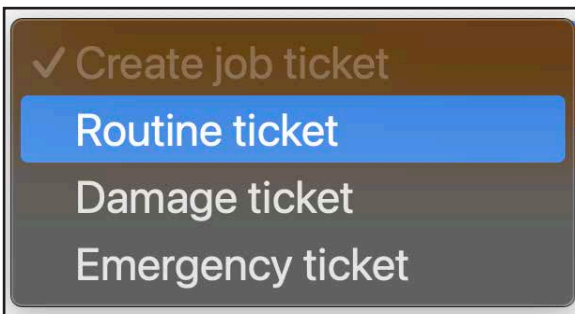 ✓ Create job ticket
Routine ticket
Damage ticket
Emergency ticket